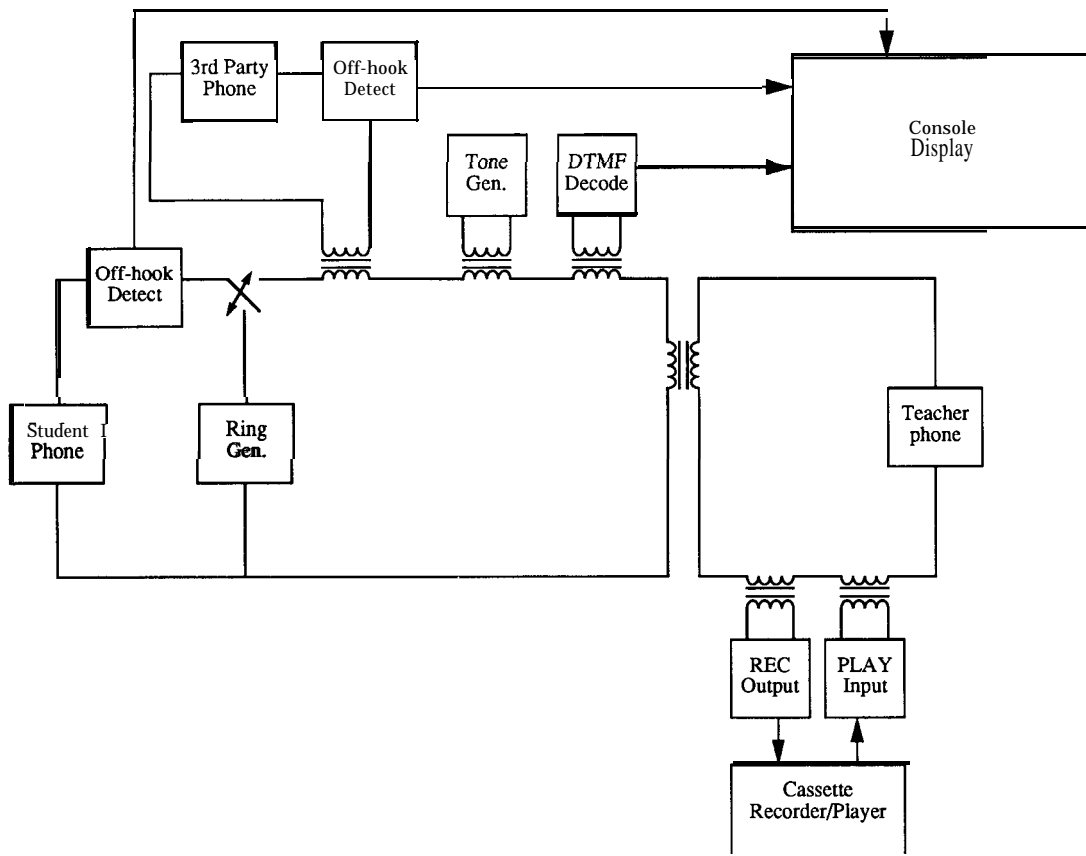 3rd Party
Phone
Off-hook
Detect
Console
Display
Tone
Gen.
DTMF
Decode
Off-hook
Detect
Student I
Phone
Ring
Gen.
Teacher
phone
REC
Output
PLAY
Input
Cassette
Recorder/Player